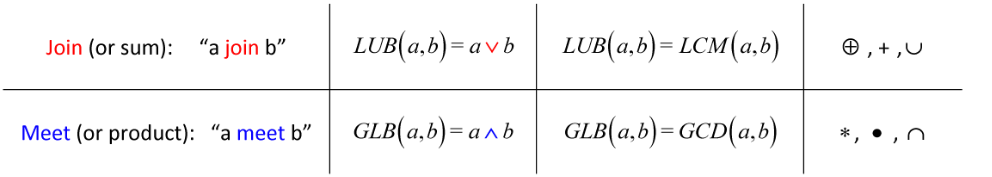 Join (or sum): “a join b” LUB(a,b)=a∨b LUB(a,b)=LCM(a,b) ⊕ , + ,∪
Meet (or product): “a meet b” GLB(a,b)=a∧b GLB(a,b)=GCD(a,b) *, • , ∩